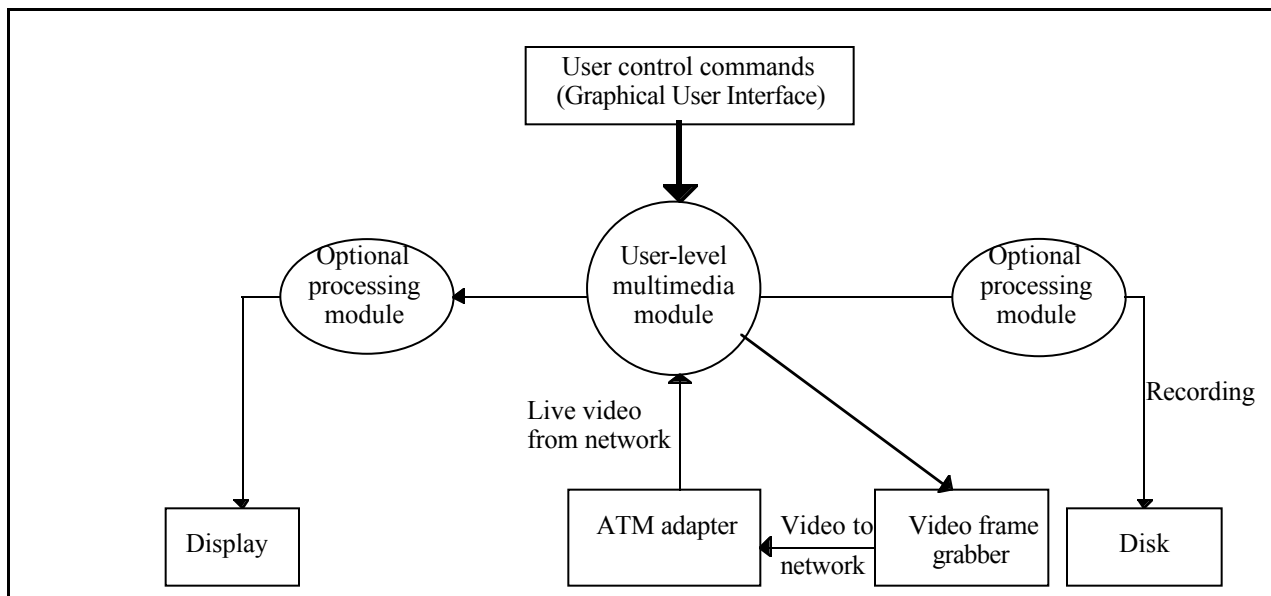 User control commands
(Graphical User Interface)
Optional
processing
module
User-level
multimedia
module
Optional
processing
module
Live video
from network
Recording
Display
ATM adapter
Video to
network
Video frame
grabber
Disk